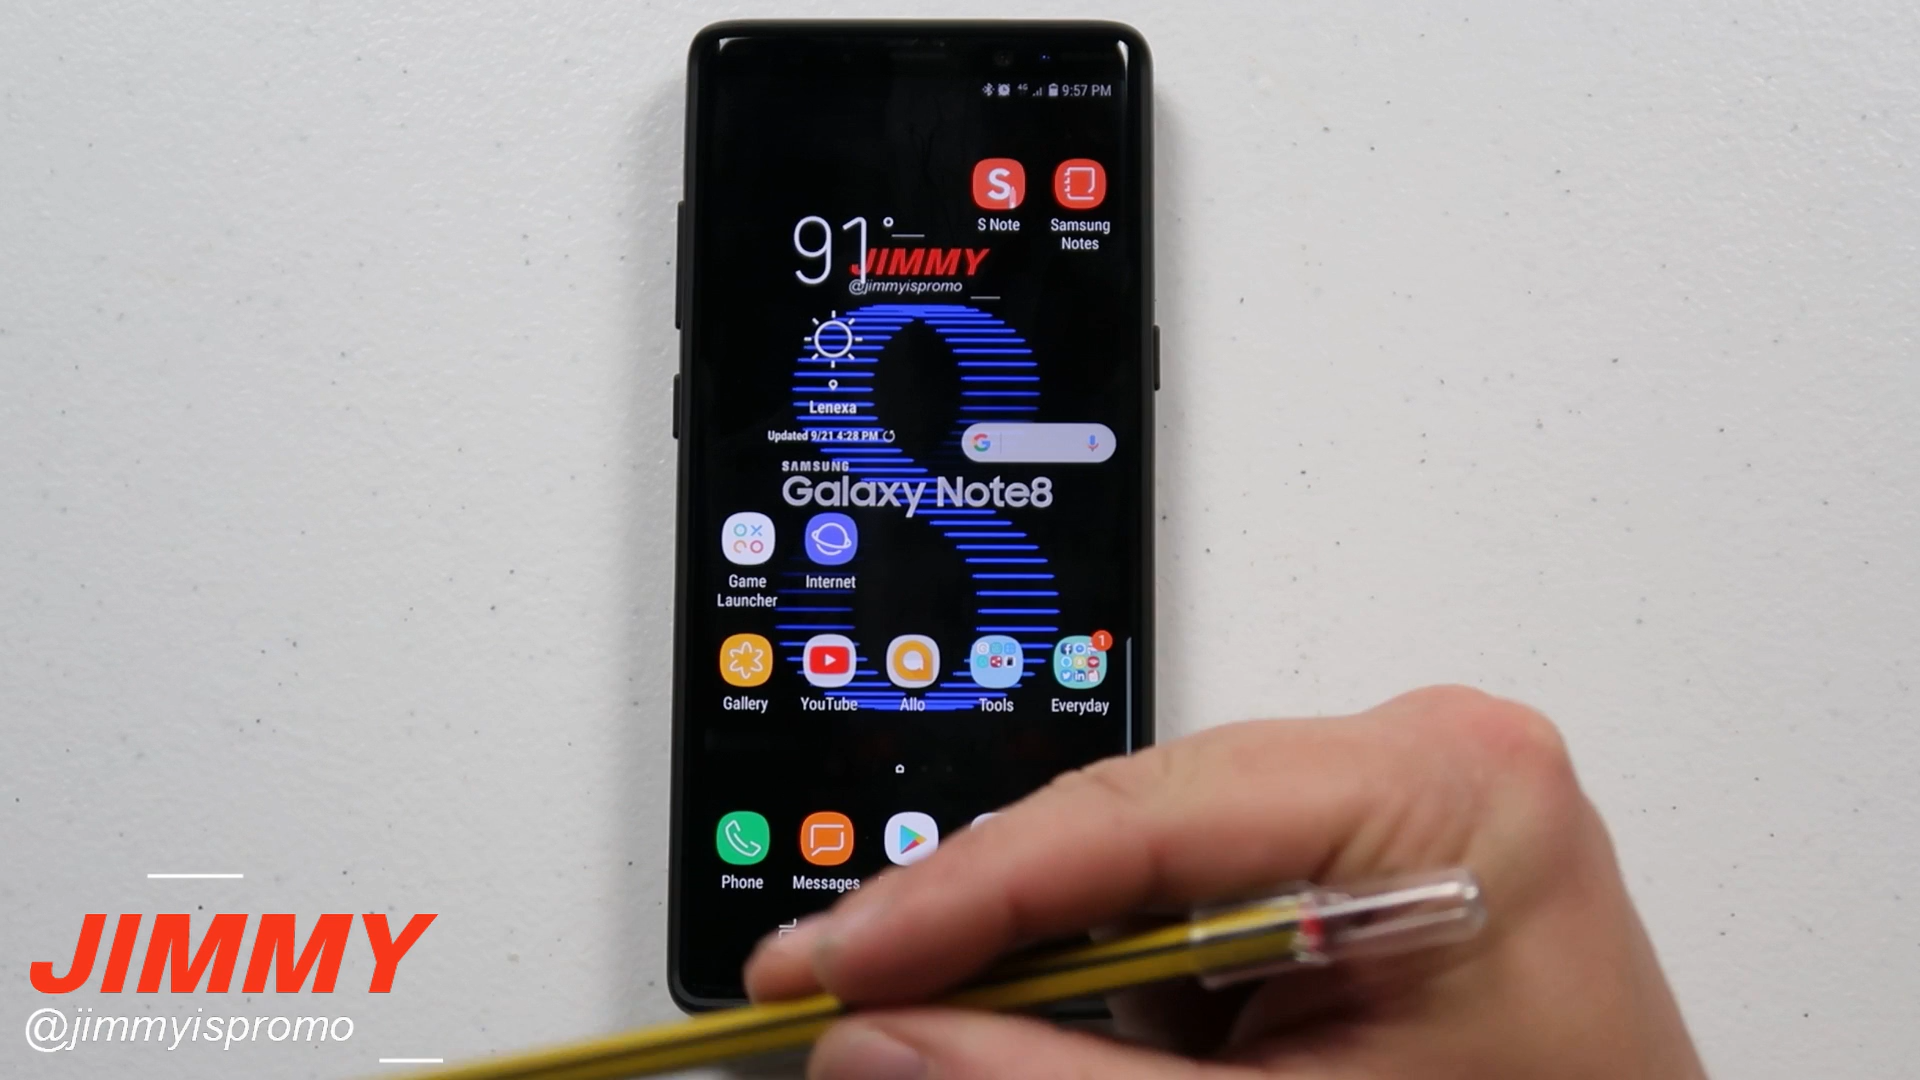 4G 9:57 PM
S Note
Samsung Notes
91°
JIMMY
@jimmyispromo
Lenexa
Updated 9/21 4:28 PM
SAMSUNG
Galaxy Note8
Game Launcher
Internet
Gallery
YouTube
Allo
Tools
Everyday
1
Phone
Messages
JIMMY
@jimmyispromo